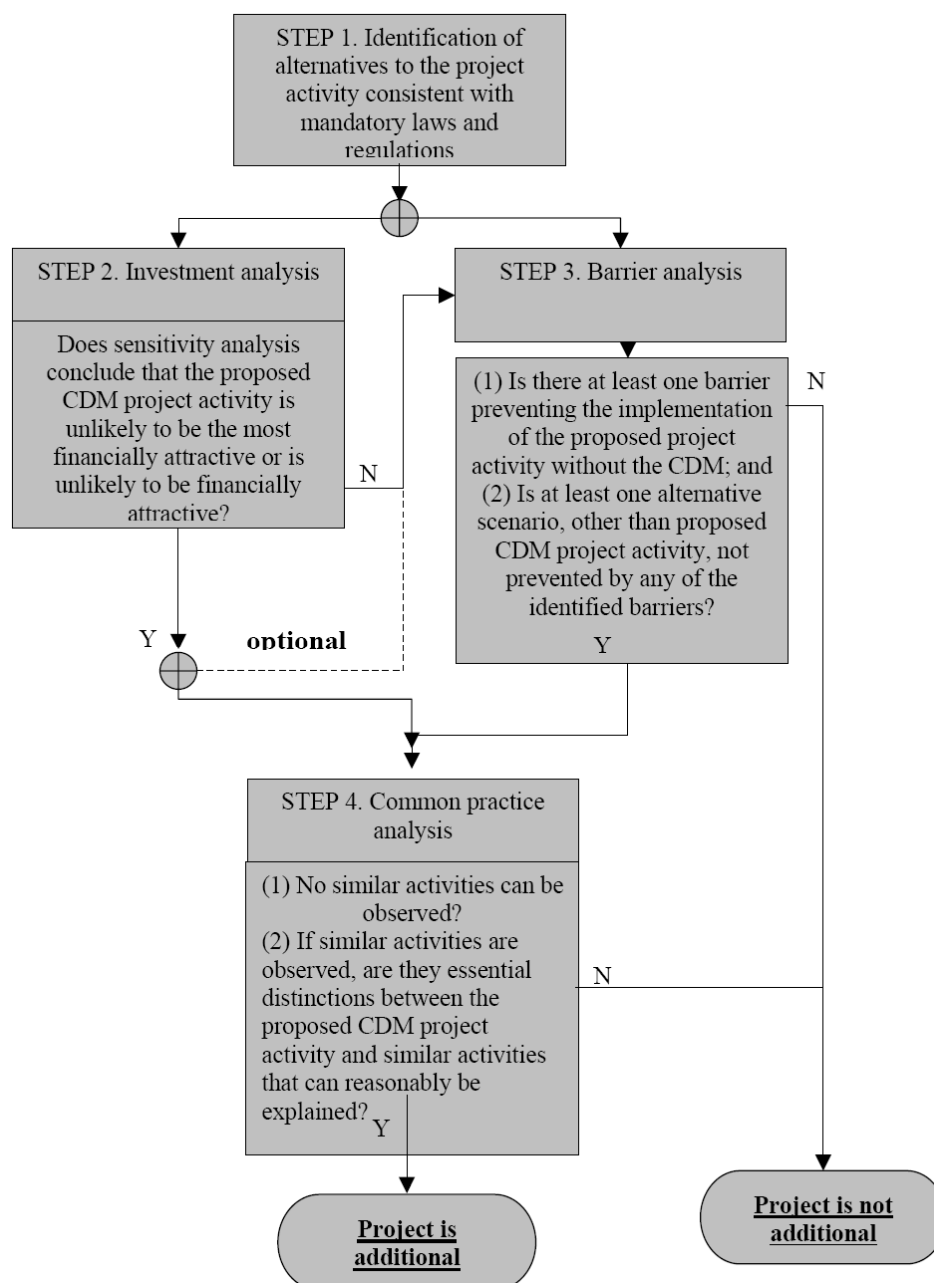 STEP 1. Identification of
alternatives to the project
activity consistent with
mandatory laws and
regulations
STEP 2. Investment analysis
Does sensitivity analysis
conclude that the proposed
CDM project activity is
unlikely to be the most
financially attractive or is
unlikely to be financially
attractive?
N
Y
optional
STEP 3. Barrier analysis
(1) Is there at least one barrier
preventing the implementation
of the proposed project
activity without the CDM; and
(2) Is at least one alternative
scenario, other than proposed
CDM project activity, not
prevented by any of the
identified barriers?
Y
N
STEP 4. Common practice
analysis
(1) No similar activities can be
observed?
(2) If similar activities are
observed, are they essential
distinctions between the
proposed CDM project
activity and similar activities
that can reasonably be
explained?
Y
N
Project is
additional
Project is not
additional